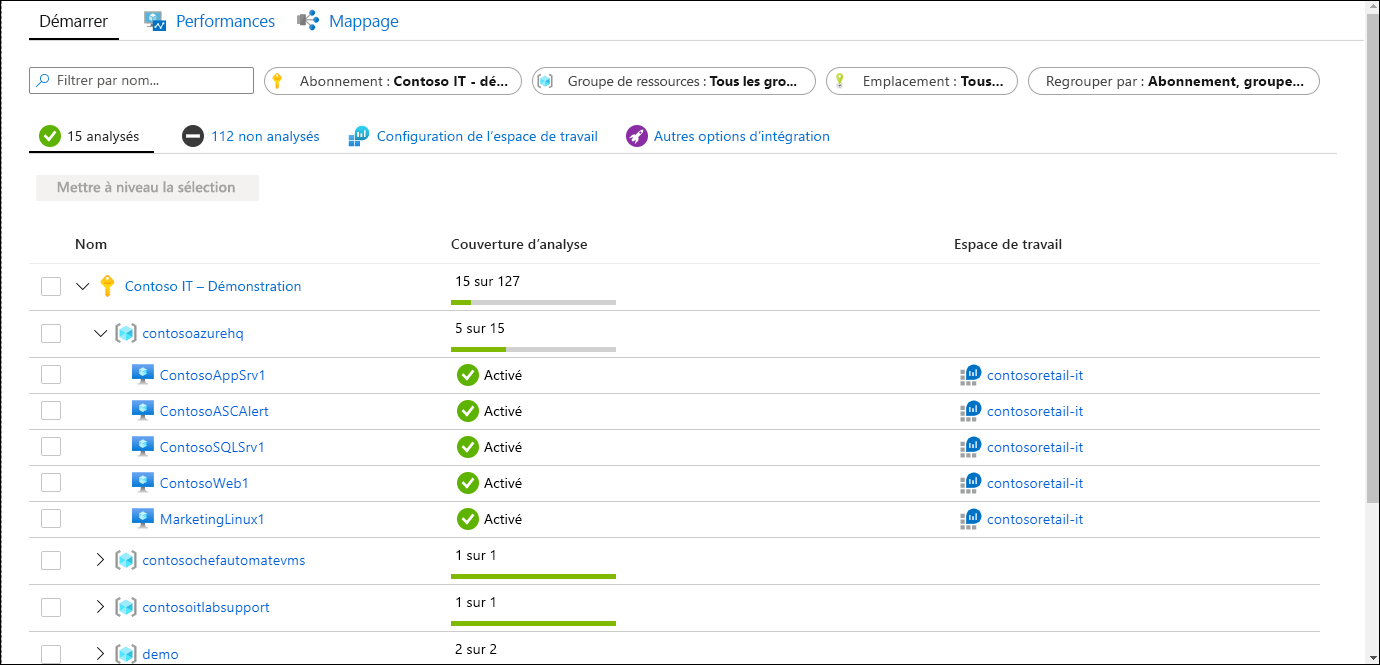 Démarrer Performances Mappage
Filtrer par nom... Abonnement : Contoso IT - dé... Groupe de ressources : Tous les gro... Emplacement : Tous... Regrouper par : Abonnement, groupe...
15 analysés 112 non analysés Configuration de l’espace de travail Autres options d’intégration
Mettre à niveau la sélection
Nom Couverture d’analyse Espace de travail
Contoso IT – Démonstration 15 sur 127
contosoazurehq 5 sur 15
ContosoAppSrv1 Activé contosoretail-it
ContosoASCAlert Activé contosoretail-it
ContosoSQLSrv1 Activé contosoretail-it
ContosoWeb1 Activé contosoretail-it
MarketingLinux1 Activé contosoretail-it
contosochefautomatevms 1 sur 1
contosoitlabsupport 1 sur 1
demo 2 sur 2